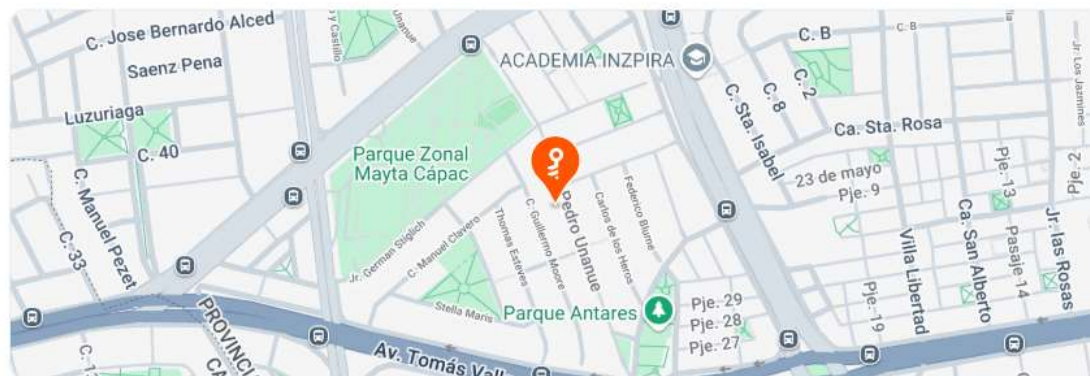 C. Jose Bernardo Alced
Saenz Pena
Luzuriaga
C. 40
C. Manuel Pezet
C. 33
y Castillo
Unanue
ACADEMIA INZPIRA
C. B
C. B
C. 2
C. 8
C. Sta. Isabel
Ca. Sta. Rosa
Jr. Los Jazmines
Parque Zonal
Mayta Cápac
23 de mayo
Pje. 9
Pje. 13
Pje. 2
Jr. German Stiglich
C. Manuel Clavero
Thomas Esteves
C. Guillermo Moore
Pedro Unanue
Carlos de los Heros
Federico Blume
Villa Libertad
Ca. San Alberto
Pasaje 14
Jr. las Rosas
Stella Maris
Parque Antares
Pje. 29
Pje. 28
Pje. 27
Pje. 19
PROVINCI
CA
Av. Tomás Vall